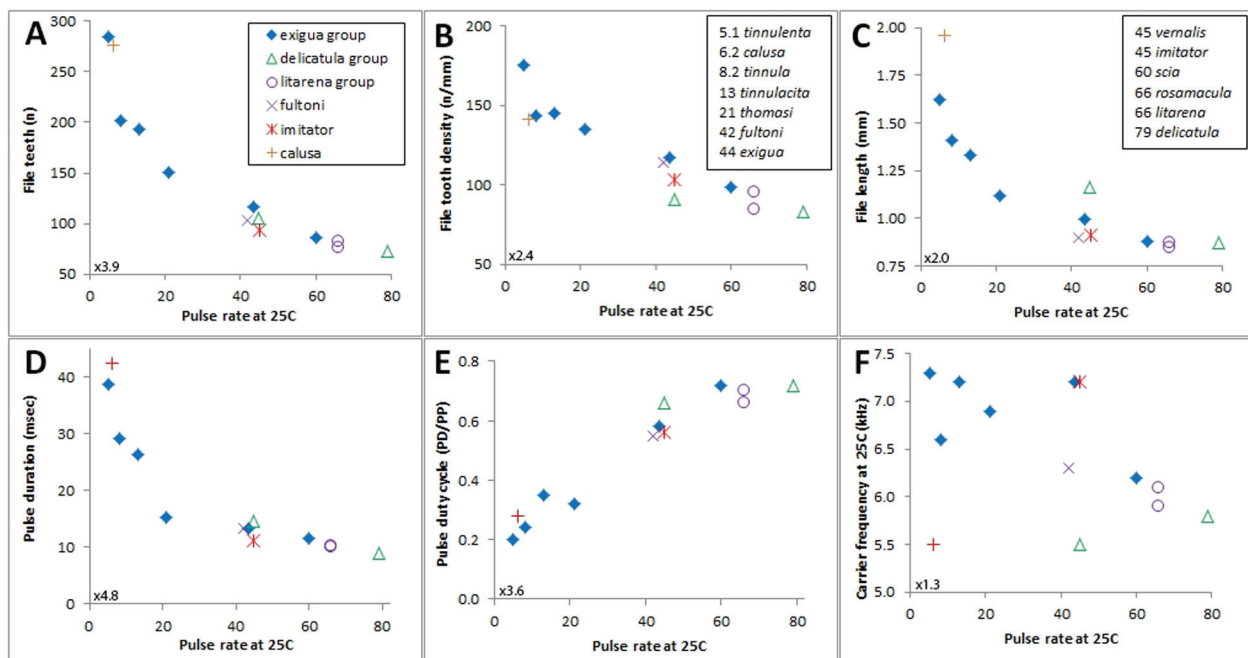 A
File teeth (n)
300
250
200
150
100
50
x3.9
0
20
40
60
80
Pulse rate at 25C
exigua group
delicatula group
litarena group
fultoni
imitator
calusa
B
File tooth density (n/mm)
200
150
100
50
x2.4
0
20
40
60
80
Pulse rate at 25C
5.1 tinnulenta
6.2 calusa
8.2 tinnula
13 tinnulacita
21 thomasi
42 fultoni
44 exigua
C
File length (mm)
2.00
1.75
1.50
1.25
1.00
0.75
x2.0
0
20
40
60
80
Pulse rate at 25C
45 vernalis
45 imitator
60 scia
66 rosamacula
66 litarena
79 delicatula
D
Pulse duration (msec)
40
30
20
10
0
x4.8
0
20
40
60
80
Pulse rate at 25C
E
Pulse duty cycle (PD/PP)
0.8
0.6
0.4
0.2
0.0
x3.6
0
20
40
60
80
Pulse rate at 25C
F
Carrier frequency at 25C (kHz)
7.5
7.0
6.5
6.0
5.5
5.0
x1.3
0
20
40
60
80
Pulse rate at 25C